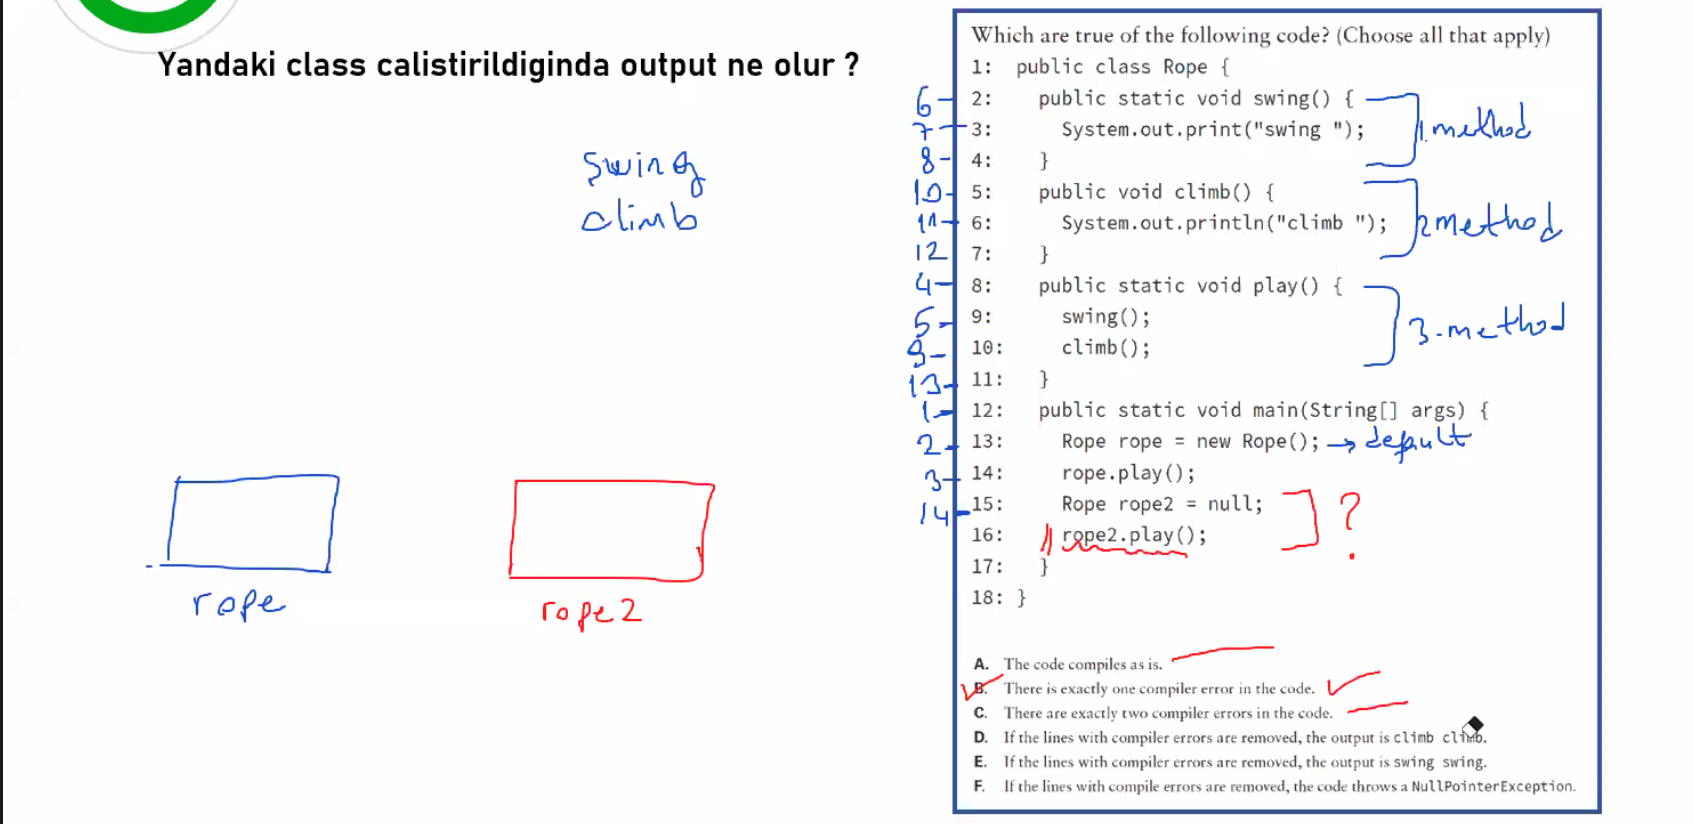 Yandaki class calistirildiginda output ne olur ?
swing
climb
rope
rope2
Which are true of the following code? (Choose all that apply)
1: public class Rope {
6- 2: public static void swing() { 1.method
7- 3: System.out.print("swing ");
8- 4: }
10- 5: public void climb() { 2 method
11- 6: System.out.println("climb ");
12 7: }
4- 8: public static void play() { 3-method
5- 9: swing();
9- 10: climb();
13- 11: }
1- 12: public static void main(String[] args) {
2- 13: Rope rope = new Rope(); → default
3- 14: rope.play();
14- 15: Rope rope2 = null; ?
16: // rope2.play();
17: }
18: }
A. The code compiles as is.
B. There is exactly one compiler error in the code.
C. There are exactly two compiler errors in the code.
D. If the lines with compiler errors are removed, the output is climb climb.
E. If the lines with compiler errors are removed, the output is swing swing.
F. If the lines with compile errors are removed, the code throws a NullPointerException.